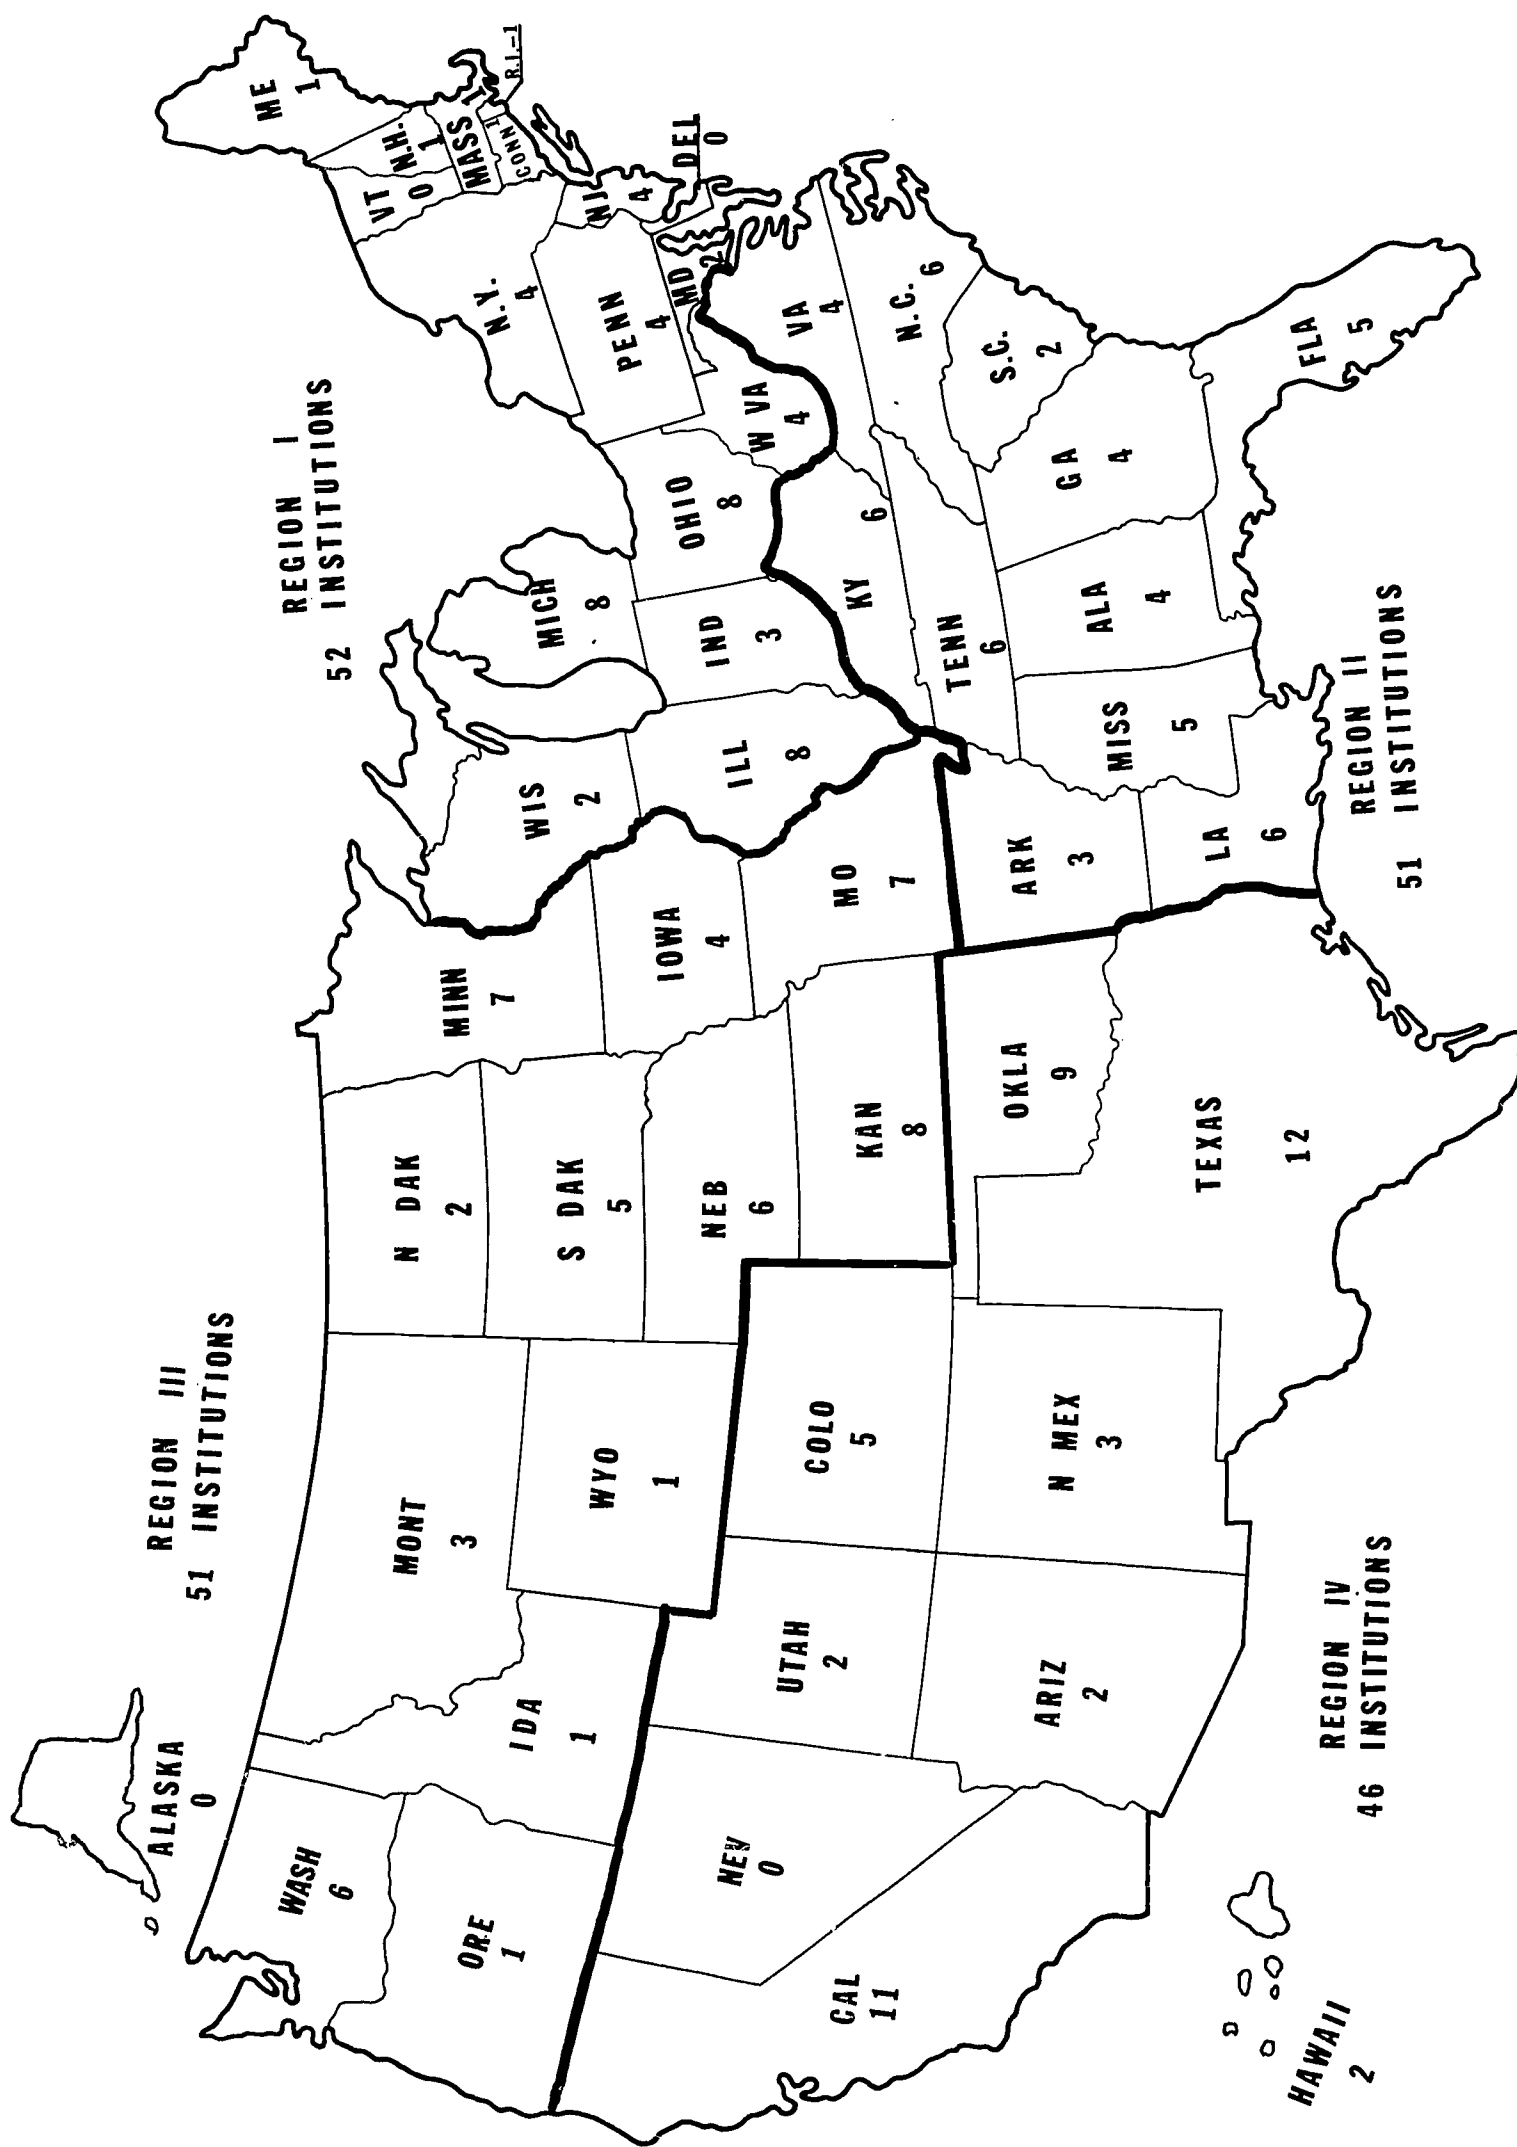 REGION I
52 INSTITUTIONS
REGION III
51 INSTITUTIONS
REGION II
51 INSTITUTIONS
REGION IV
46 INSTITUTIONS
ALASKA
0
WASH
6
ORE
1
IDA
1
MONT
3
WYO
1
N DAK
2
S DAK
5
NEB
6
KAN
8
MINN
7
IOWA
4
MO
7
CAL
11
NEV
0
UTAH
2
ARIZ
2
COLO
5
N MEX
3
OKLA
9
TEXAS
12
HAWAII
2
WIS
2
MICH
8
ILL
8
IND
3
OHIO
8
W VA
4
PENN
4
N.Y.
4
VT
0
N.H.
1
ME
1
MASS 1
CONN 1
R.I.-1
NJ
4
DEL
0
MD
2
VA
4
KY
6
TENN
6
N.C.
6
S.C.
2
GA
4
FLA
5
ALA
4
MISS
5
ARK
3
LA
6